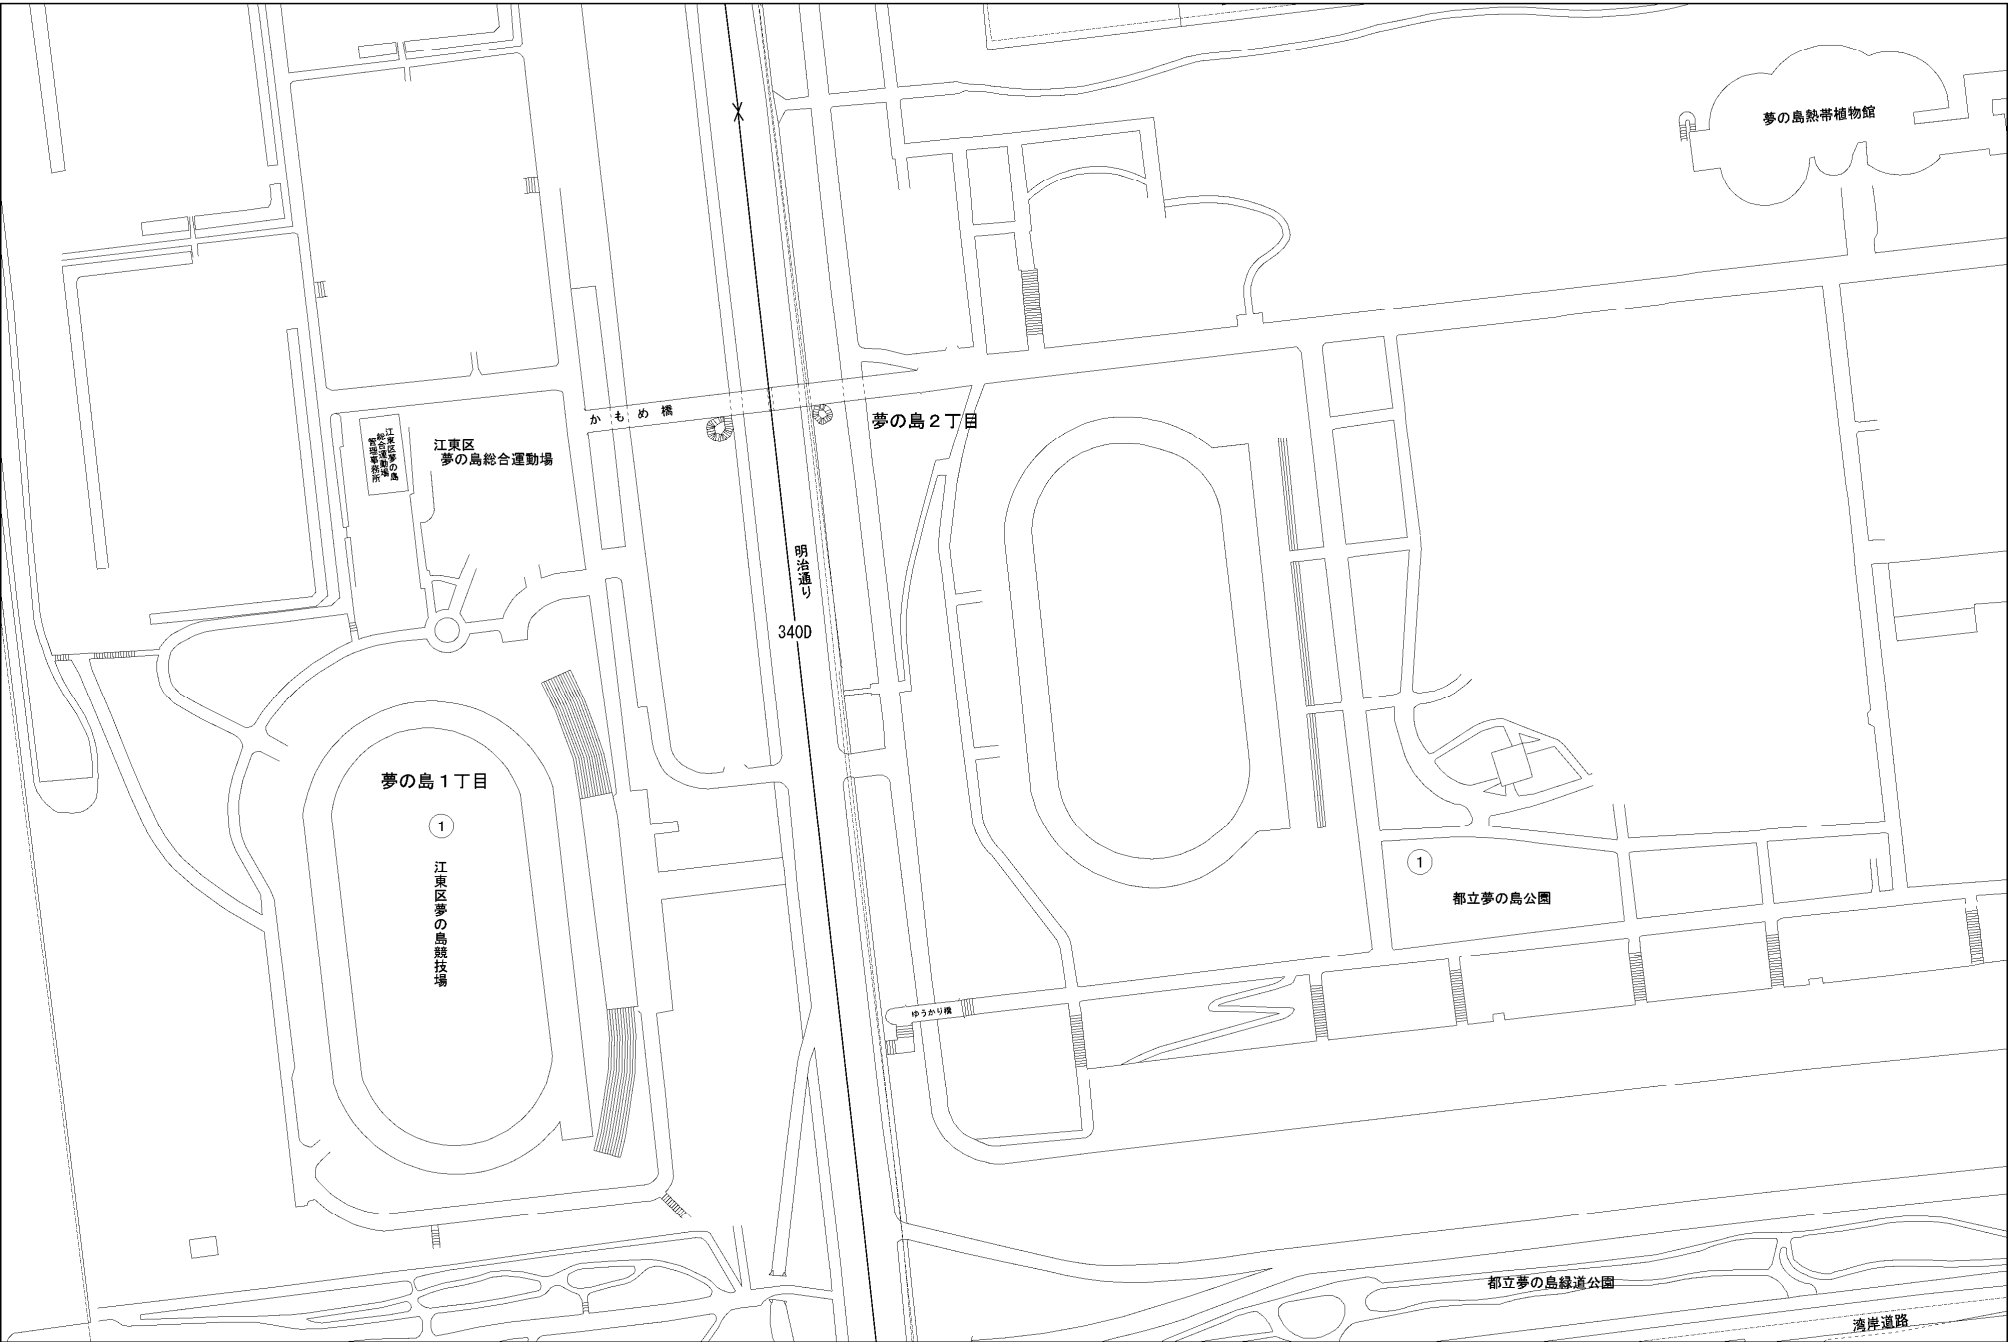 夢の島熱帯植物館
かもめ橋
夢の島２丁目
江東区夢の島
総合運動場
管理事務所
江東区
夢の島総合運動場
明治通り
340D
夢の島１丁目
1
江東区夢の島競技場
1
都立夢の島公園
ゆうかり橋
都立夢の島緑道公園
湾岸道路